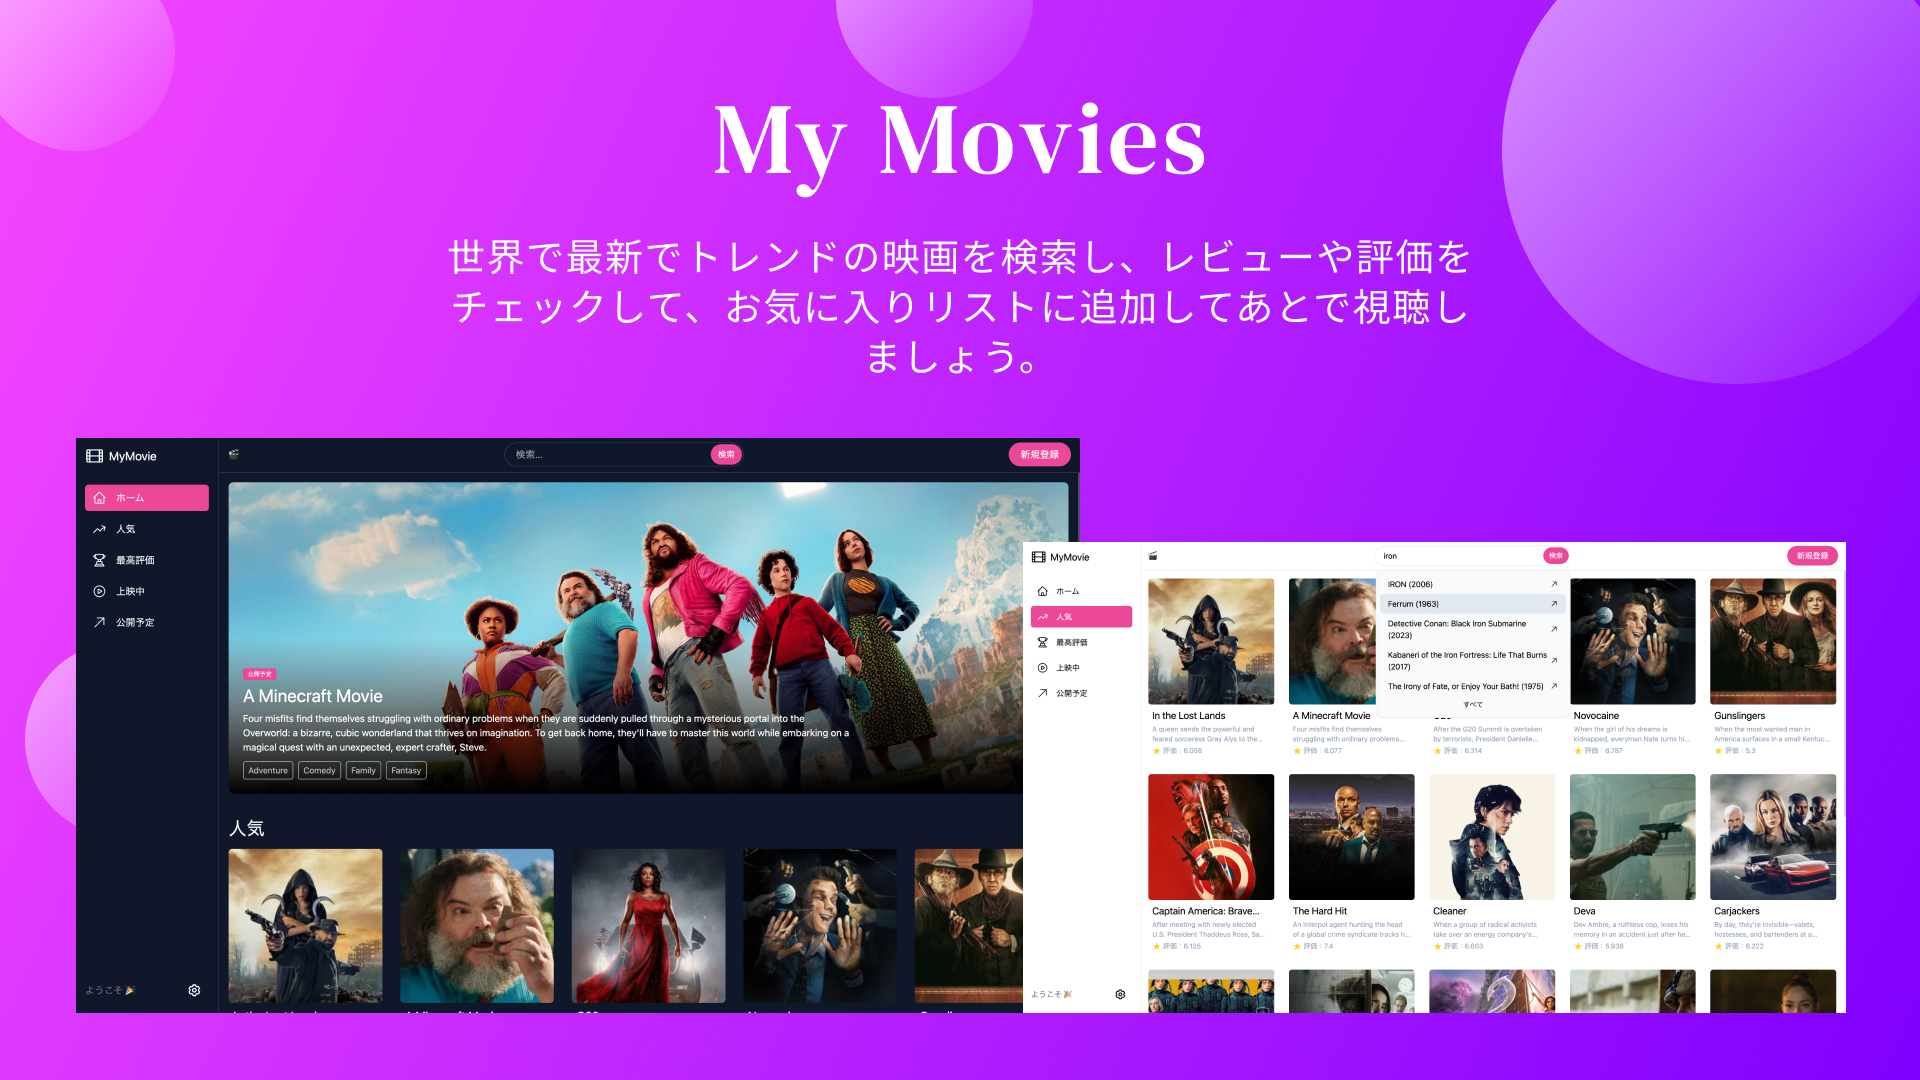 My Movies
世界で最新でトレンドの映画を検索し、レビューや評価を
チェックして、お気に入りリストに追加してあとで視聴し
ましょう。
MyMovie
検索...
検索
新規登録
ホーム
人気
最高評価
上映中
公開予定
公開予定
A Minecraft Movie
Four misfits find themselves struggling with ordinary problems when they are suddenly pulled through a mysterious portal into the
Overworld: a bizarre, cubic wonderland that thrives on imagination. To get back home, they'll have to master this world while embarking on a
magical quest with an unexpected, expert crafter, Steve.
Adventure
Comedy
Family
Fantasy
人気
ようこそ🎉
MyMovie
iron
検索
新規登録
ホーム
人気
最高評価
上映中
公開予定
IRON (2006)
Ferrum (1963)
Detective Conan: Black Iron Submarine
(2023)
Kabaneri of the Iron Fortress: Life That Burns
(2017)
The Irony of Fate, or Enjoy Your Bath! (1975)
すべて
In the Lost Lands
A queen sends the powerful and
feared sorceress Gray Alys to the...
⭐ 評価：6.058
A Minecraft Movie
Four misfits find themselves
struggling with ordinary problems...
⭐ 評価：6.077
After the G20 Summit is overtaken
by terrorists, President Danielle...
⭐ 評価：6.314
Novocaine
When the girl of his dreams is
kidnapped, everyman Nate turns hi...
⭐ 評価：6.787
Gunslingers
When the most wanted man in
America surfaces in a small Kentuc...
⭐ 評価：5.3
Captain America: Brave...
After meeting with newly elected
U.S. President Thaddeus Ross, Sa...
⭐ 評価：6.125
The Hard Hit
An interpol agent hunting the head
of a global crime syndicate tracks h...
⭐ 評価：7.4
Cleaner
When a group of radical activists
take over an energy company's...
⭐ 評価：6.603
Deva
Dev Ambre, a ruthless cop, loses his
memory in an accident just after he...
⭐ 評価：5.938
Carjackers
By day, they're invisible—valets,
hostesses, and bartenders at a...
⭐ 評価：6.222
ようこそ🎉